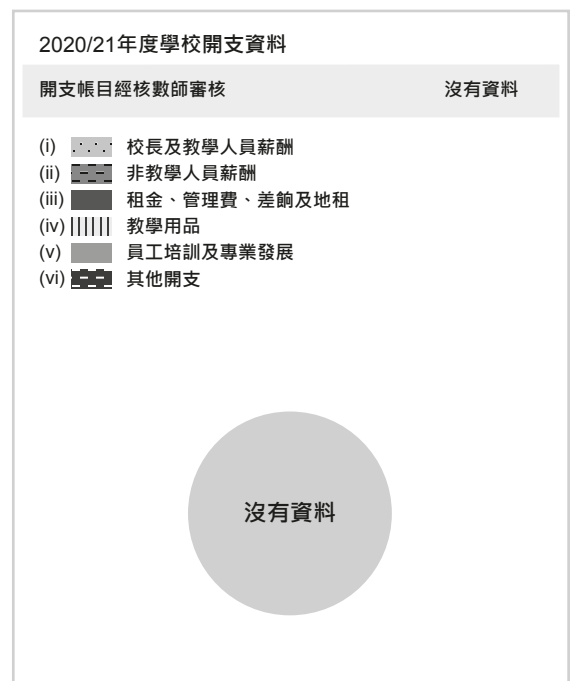 2020/21年度學校開支資料
開支帳目經核數師審核 沒有資料
(i) 校長及教學人員薪酬
(ii) 非教學人員薪酬
(iii) 租金、管理費、差餉及地租
(iv) 教學用品
(v) 員工培訓及專業發展
(vi) 其他開支
沒有資料